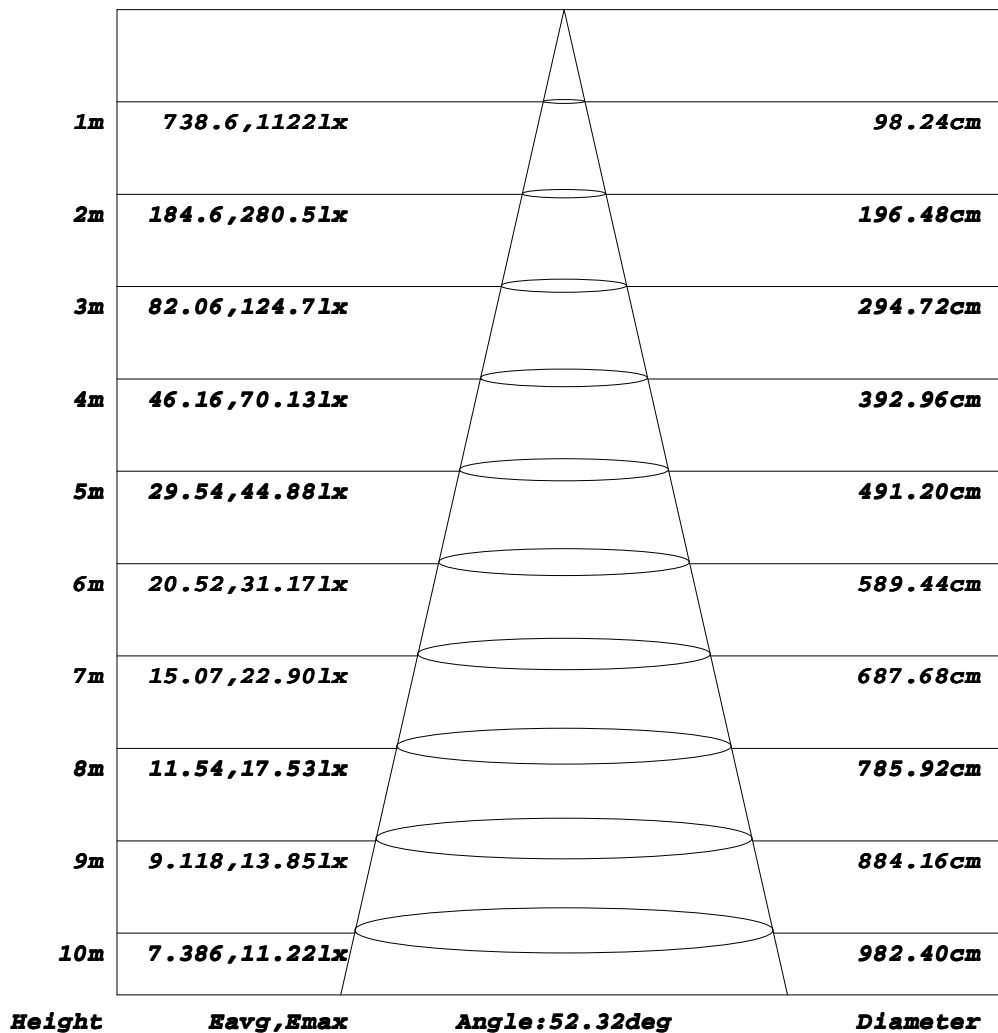 1m 738.6,1122lx 98.24cm
2m 184.6,280.5lx 196.48cm
3m 82.06,124.7lx 294.72cm
4m 46.16,70.13lx 392.96cm
5m 29.54,44.88lx 491.20cm
6m 20.52,31.17lx 589.44cm
7m 15.07,22.90lx 687.68cm
8m 11.54,17.53lx 785.92cm
9m 9.118,13.85lx 884.16cm
10m 7.386,11.22lx 982.40cm
Height Eavg,Emax Angle:52.32deg Diameter